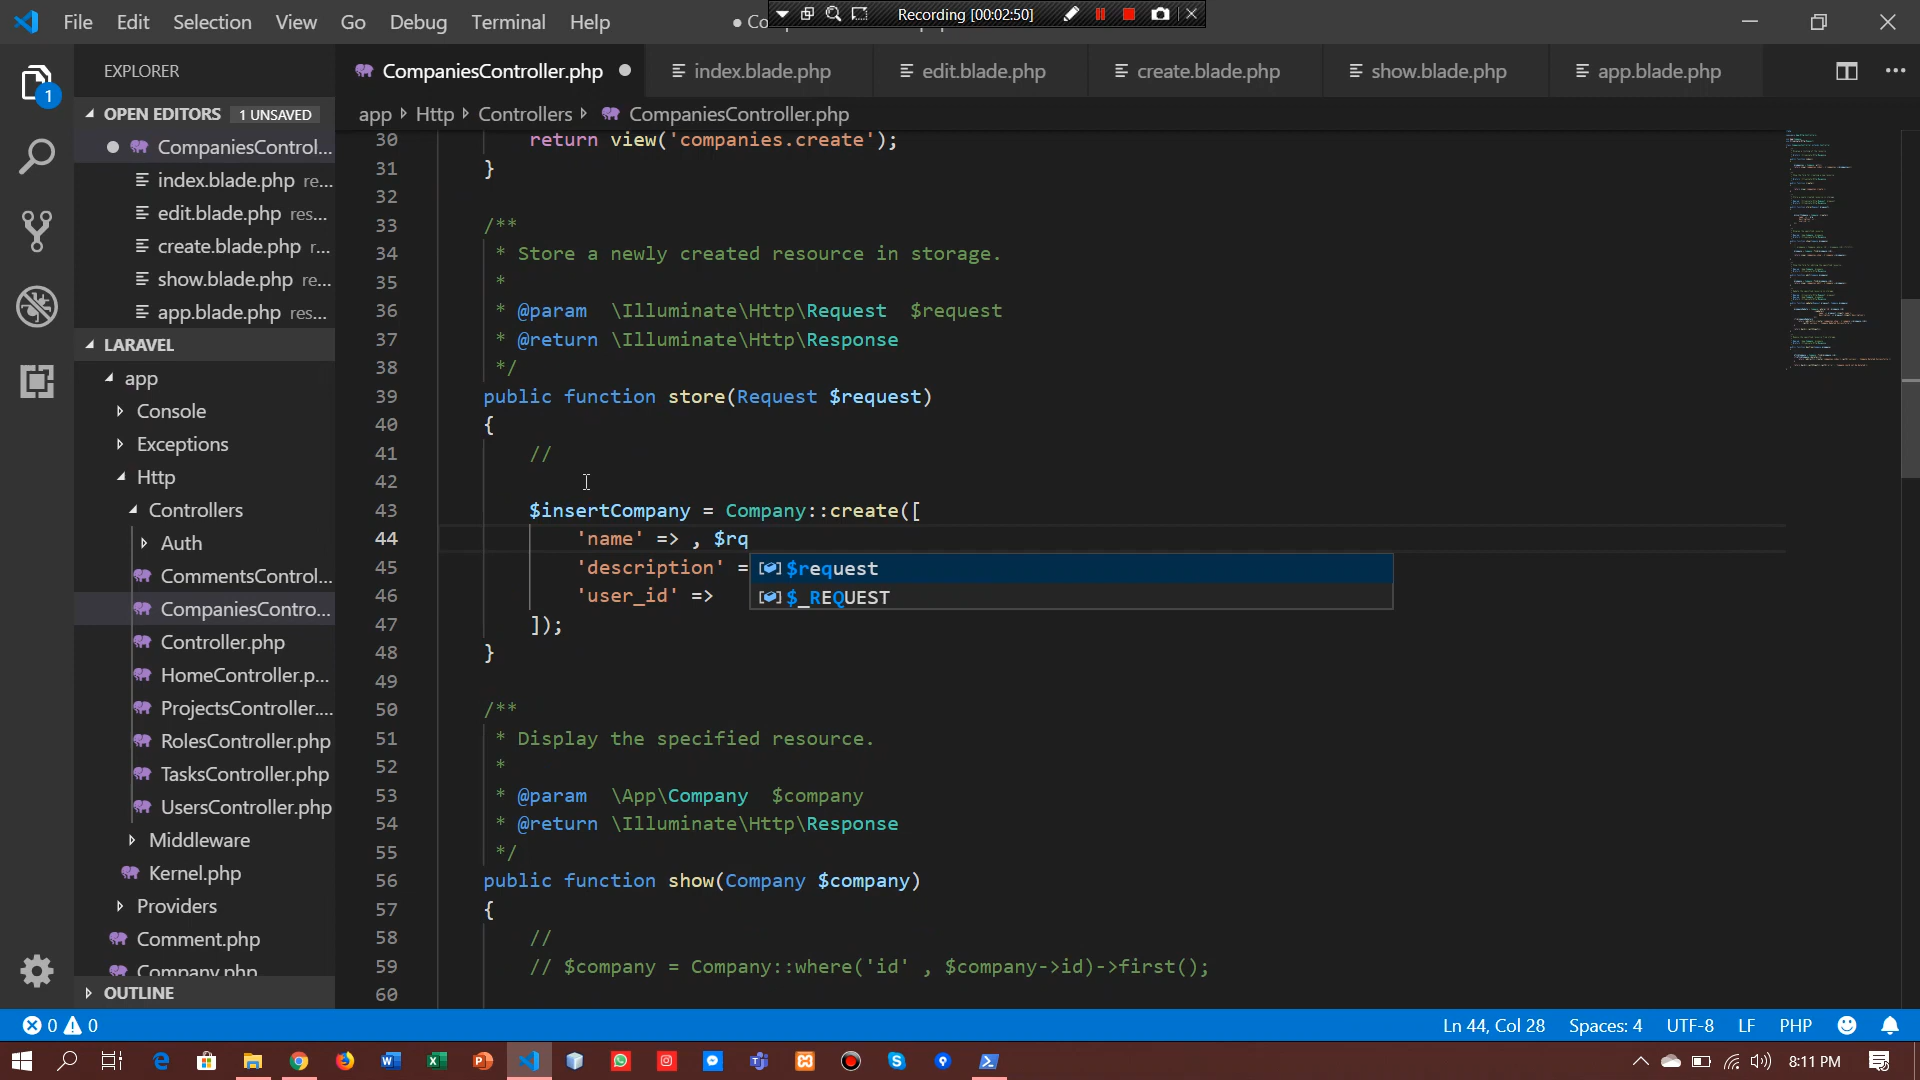 File Edit Selection View Go Debug Terminal Help
Recording [00:02:50]
EXPLORER
CompaniesController.php
index.blade.php
edit.blade.php
create.blade.php
show.blade.php
app.blade.php
1
OPEN EDITORS 1 UNSAVED
CompaniesControl...
index.blade.php re...
edit.blade.php res...
create.blade.php r...
show.blade.php re...
app.blade.php res...
LARAVEL
app
Console
Exceptions
Http
Controllers
Auth
CommentsControl...
CompaniesContro...
Controller.php
HomeController.p...
ProjectsController....
RolesController.php
TasksController.php
UsersController.php
Middleware
Kernel.php
Providers
Comment.php
Company.php
OUTLINE
app Http Controllers CompaniesController.php
30 return view('companies.create');
31 }
32
33 /**
34 * Store a newly created resource in storage.
35 *
36 * @param \Illuminate\Http\Request $request
37 * @return \Illuminate\Http\Response
38 */
39 public function store(Request $request)
40 {
41 //
42
43 $insertCompany = Company::create([
44 'name' => , $rq
45 'description' =
$request
46 'user_id' =>
$_REQUEST
47 ]);
48 }
49
50 /**
51 * Display the specified resource.
52 *
53 * @param \App\Company $company
54 * @return \Illuminate\Http\Response
55 */
56 public function show(Company $company)
57 {
58 //
59 // $company = Company::where('id' , $company->id)->first();
60
0 0
Ln 44, Col 28 Spaces: 4 UTF-8 LF PHP
8:11 PM